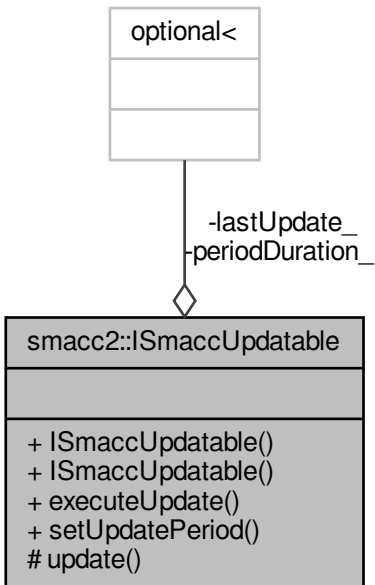 optional<
-lastUpdate_
-periodDuration_
smacc2::ISmaccUpdatable
+ ISmaccUpdatable()
+ ISmaccUpdatable()
+ executeUpdate()
+ setUpdatePeriod()
# update()